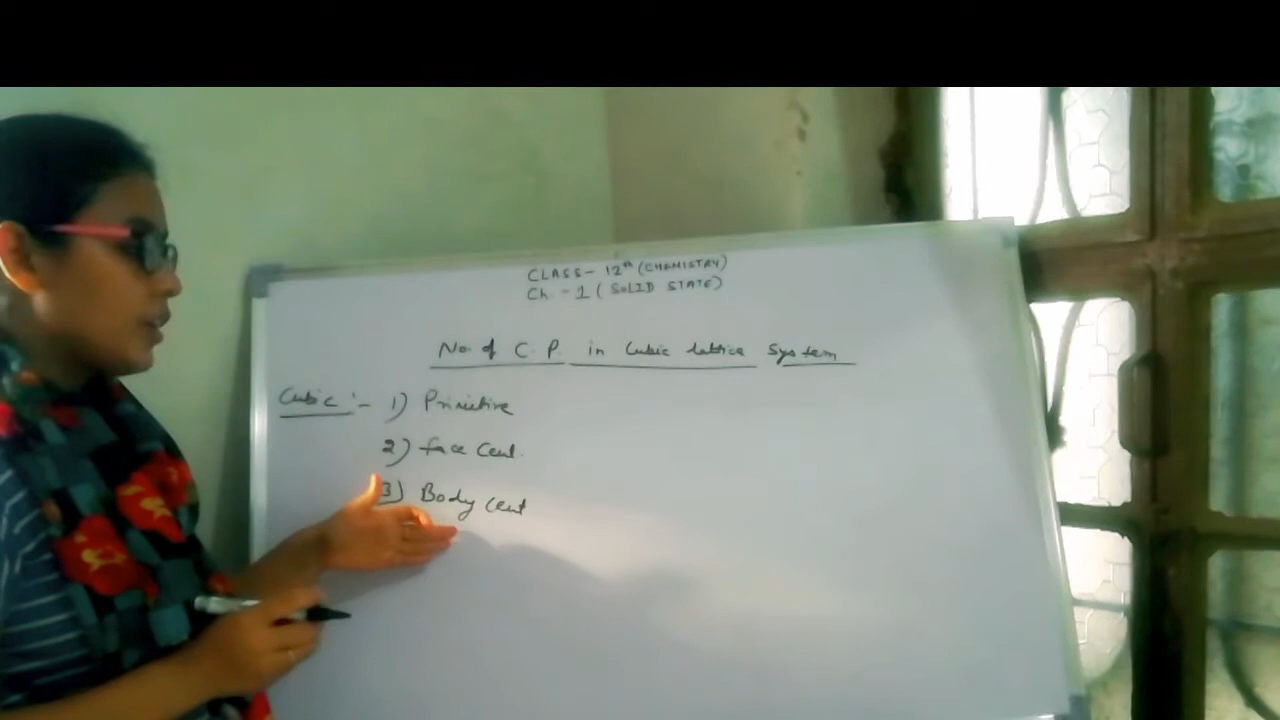 CLASS- 12th (CHEMISTRY)
Ch. - 1 ( SOLID STATE )
No. of C. P. in Cubic lattice System
Cubic :- 1) Primitive
2) face Cent.
3) Body Cent